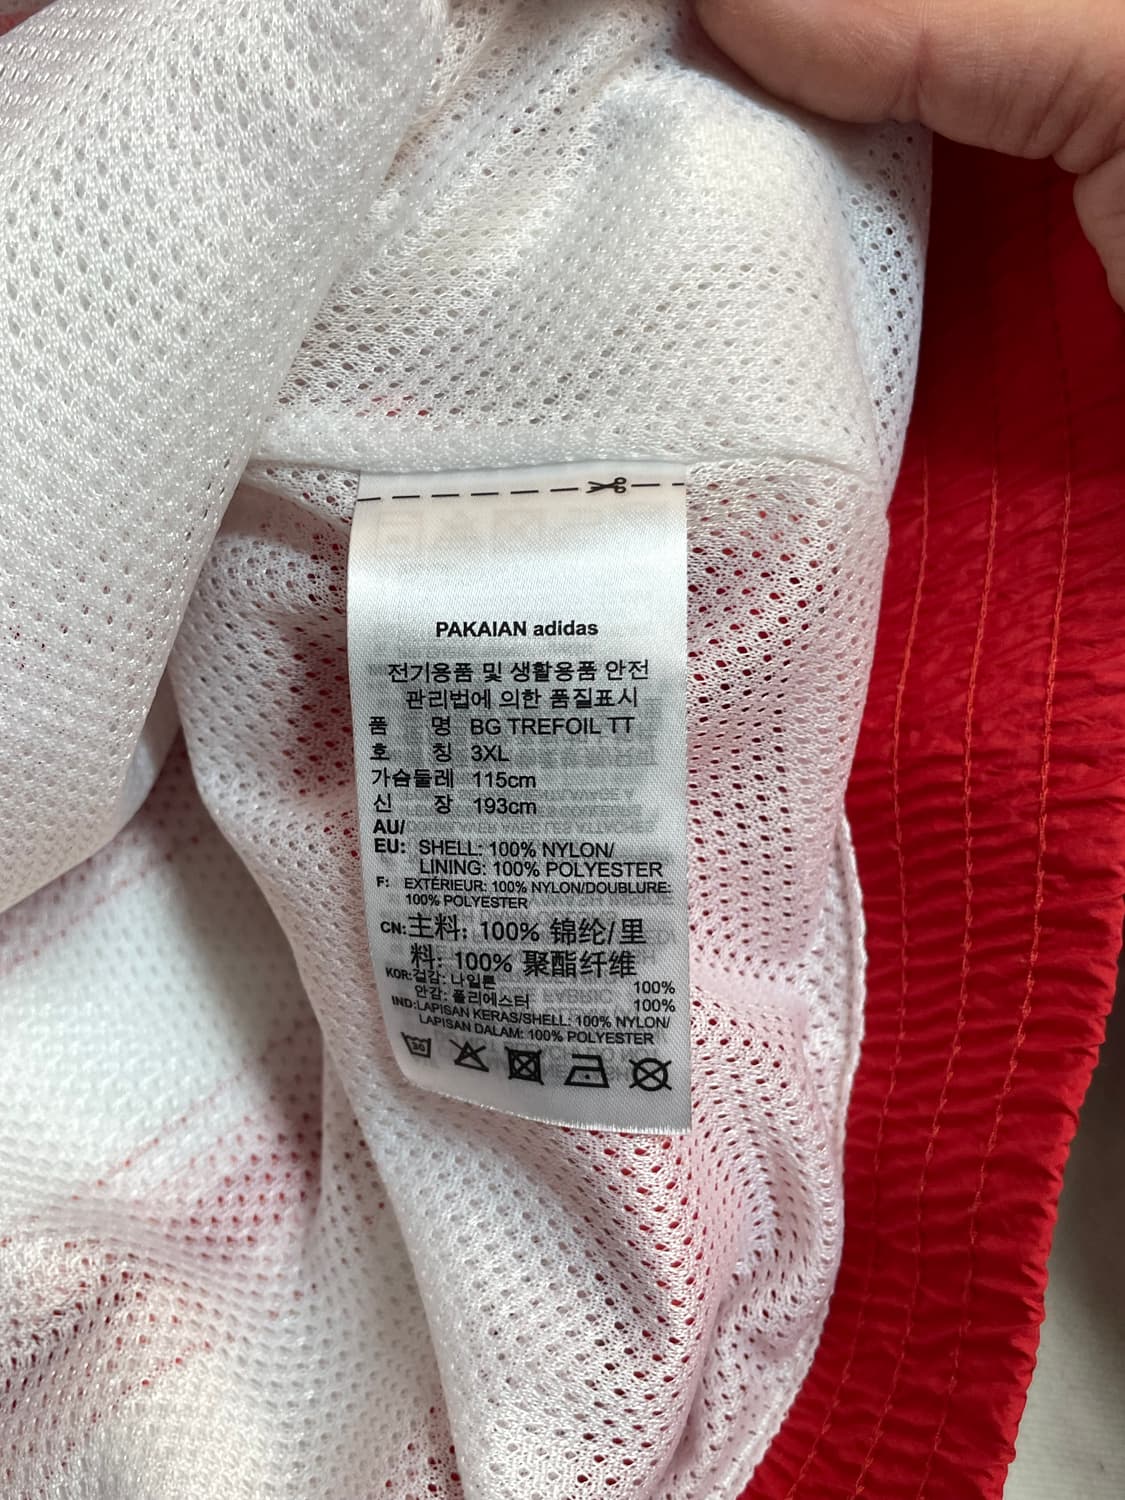 PAKAIAN adidas
전기용품 및 생활용품 안전
관리법에 의한 품질표시
품 명 BG TREFOIL TT
호 칭 3XL
가슴둘레 115cm
신 장 193cm
AU/
EU: SHELL: 100% NYLON/
LINING: 100% POLYESTER
F: EXTÉRIEUR: 100% NYLON/DOUBLURE:
100% POLYESTER
CN:主料: 100% 锦纶/里
料: 100% 聚酯纤维
KOR:겉감: 나일론 100%
안감: 폴리에스터 100%
IND:LAPISAN KERAS/SHELL: 100% NYLON/
LAPISAN DALAM: 100% POLYESTER
30